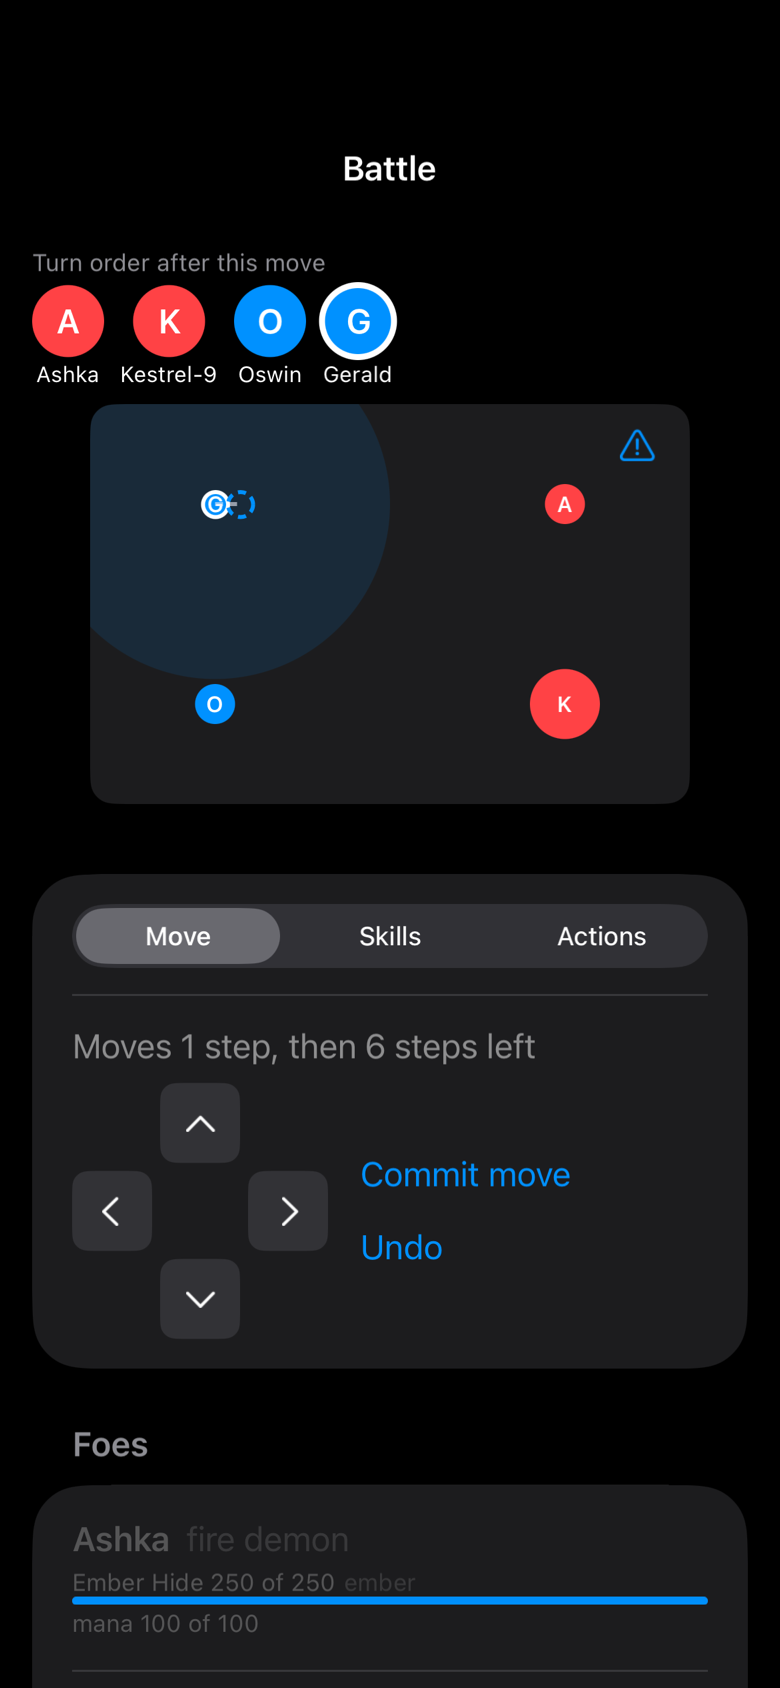 Battle
Turn order after this move
A K O G
Ashka Kestrel-9 Oswin Gerald
G A
O K
Move Skills Actions
Moves 1 step, then 6 steps left
Commit move
Undo
Foes
Ashka fire demon
Ember Hide 250 of 250 ember
mana 100 of 100